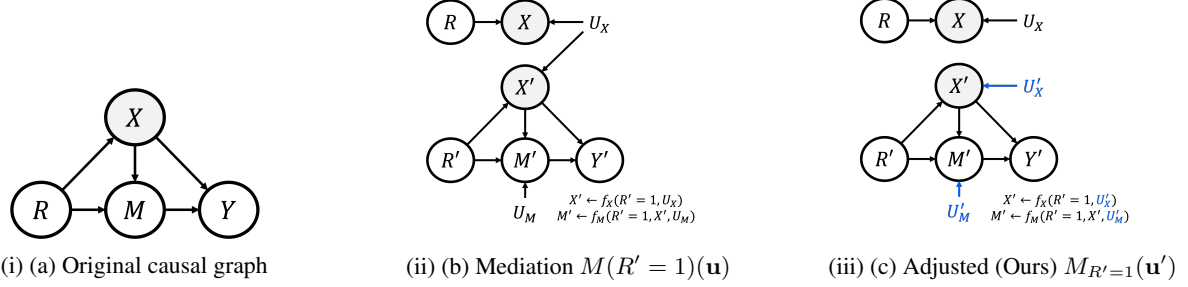 R
X
U_X
R
X
U_X
X
X′
X′
U′_X
R
M
Y
R′
M′
Y′
R′
M′
Y′
U_M
X′ ← f_X(R′ = 1, U_X)
M′ ← f_M(R′ = 1, X′, U_M)
U′_M
X′ ← f_X(R′ = 1, U′_X)
M′ ← f_M(R′ = 1, X′, U′_M)
(i) (a) Original causal graph
(ii) (b) Mediation M(R′ = 1)(u)
(iii) (c) Adjusted (Ours) M_{R′=1}(u′)